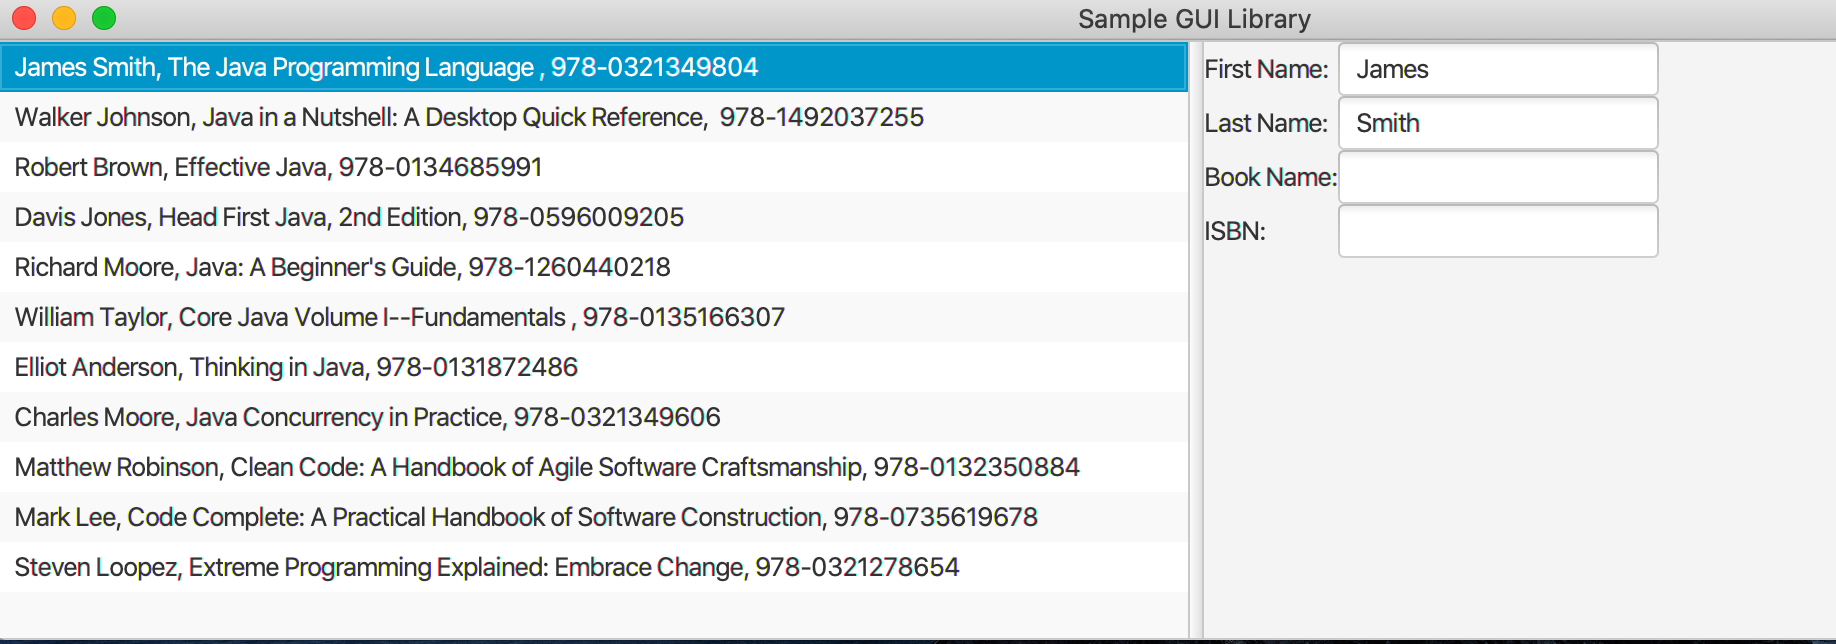 Sample GUI Library
James Smith, The Java Programming Language , 978-0321349804
Walker Johnson, Java in a Nutshell: A Desktop Quick Reference,  978-1492037255
Robert Brown, Effective Java, 978-0134685991
Davis Jones, Head First Java, 2nd Edition, 978-0596009205
Richard Moore, Java: A Beginner's Guide, 978-1260440218
William Taylor, Core Java Volume I--Fundamentals , 978-0135166307
Elliot Anderson, Thinking in Java, 978-0131872486
Charles Moore, Java Concurrency in Practice, 978-0321349606
Matthew Robinson, Clean Code: A Handbook of Agile Software Craftsmanship, 978-0132350884
Mark Lee, Code Complete: A Practical Handbook of Software Construction, 978-0735619678
Steven Loopez, Extreme Programming Explained: Embrace Change, 978-0321278654
First Name: James
Last Name: Smith
Book Name:
ISBN: